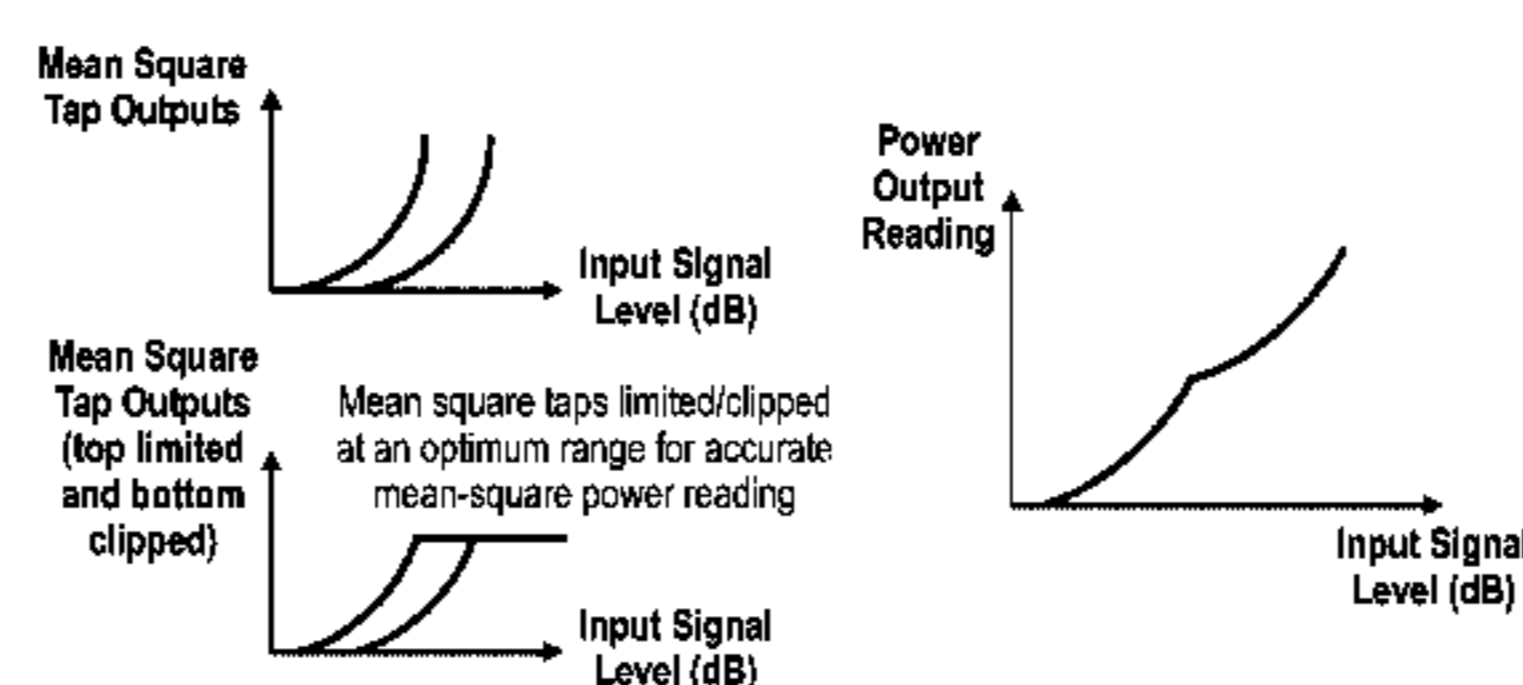 Mean Square
Tap Outputs
Input Signal
Level (dB)
Mean Square
Tap Outputs
(top limited
and bottom
clipped)
Mean square taps limited/clipped
at an optimum range for accurate
mean-square power reading
Input Signal
Level (dB)
Power
Output
Reading
Input Signal
Level (dB)